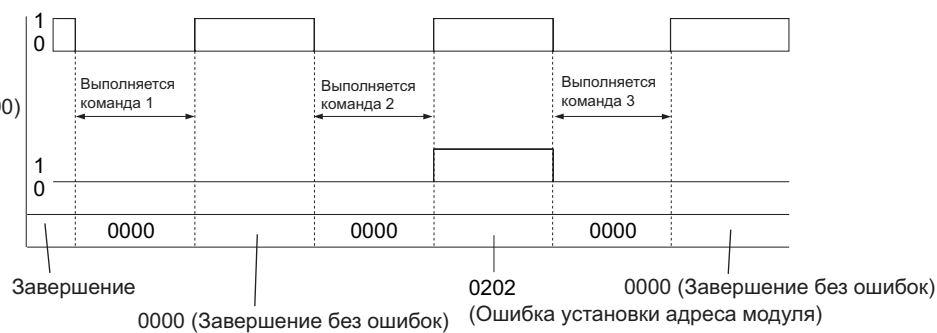 1
0
Выполняется
команда 1
Выполняется
команда 2
Выполняется
команда 3
00)
1
0
0000
0000
0000
Завершение
0000 (Завершение без ошибок)
0202
(Ошибка установки адреса модуля)
0000 (Завершение без ошибок)